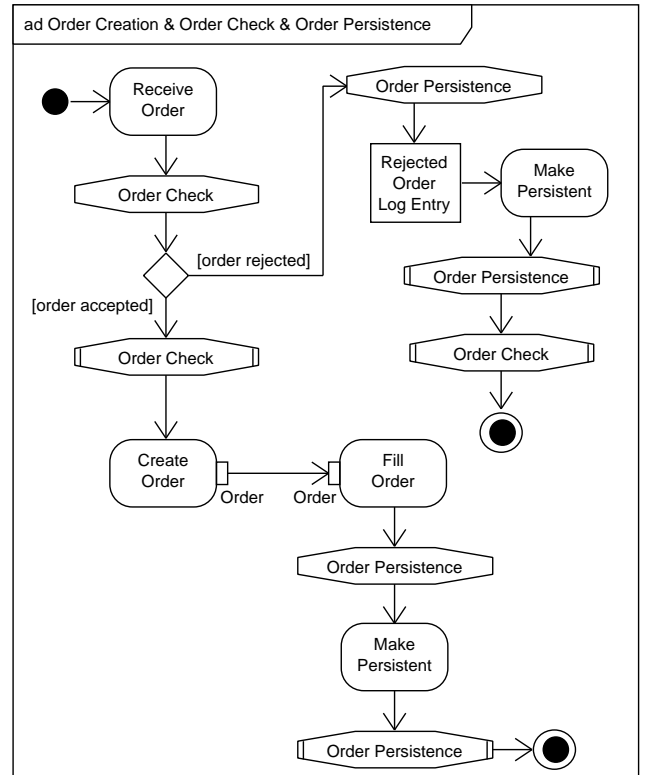 ad Order Creation & Order Check & Order Persistence
Receive
Order
Order Persistence
Order Check
Rejected
Order
Log Entry
Make
Persistent
[order rejected]
Order Persistence
[order accepted]
Order Check
Order Check
Create
Order
Fill
Order
Order
Order
Order Persistence
Make
Persistent
Order Persistence